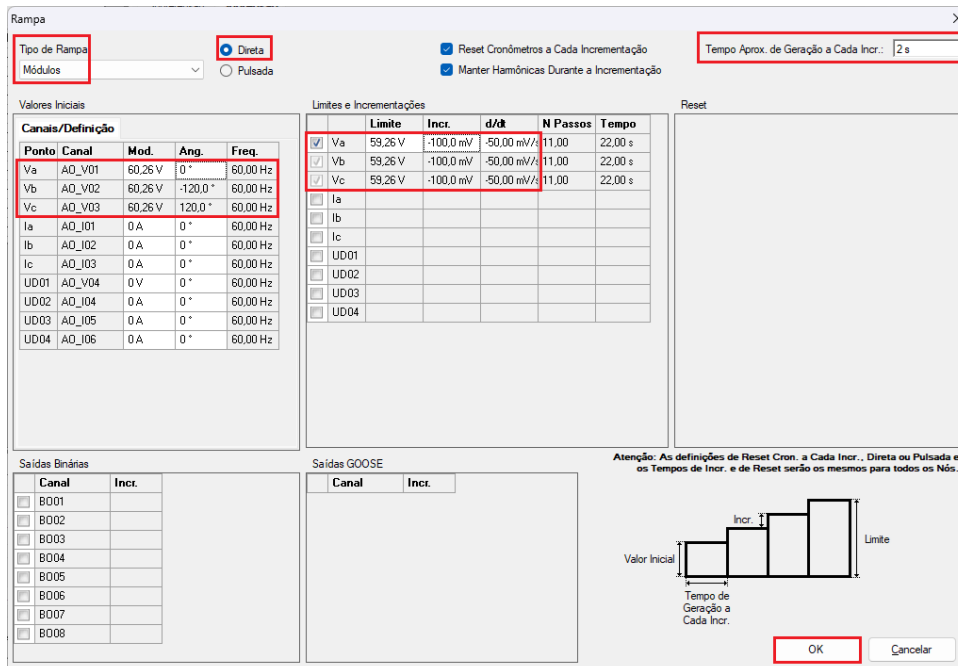 Rampa
Tipo de Rampa
Módulos
Direta
Pulsada
Reset Cronômetros a Cada Incrementação
Manter Harmônicas Durante a Incrementação
Tempo Aprox. de Geração a Cada Incr.: 2 s
Valores Iniciais
Canais/Definição
Ponto Canal Mod. Ang. Freq.
Va AO_V01 60,26 V 0 ° 60,00 Hz
Vb AO_V02 60,26 V -120,0 ° 60,00 Hz
Vc AO_V03 60,26 V 120,0 ° 60,00 Hz
Ia AO_I01 0 A 0 ° 60,00 Hz
Ib AO_I02 0 A 0 ° 60,00 Hz
Ic AO_I03 0 A 0 ° 60,00 Hz
UD01 AO_V04 0 V 0 ° 60,00 Hz
UD02 AO_I04 0 A 0 ° 60,00 Hz
UD03 AO_I05 0 A 0 ° 60,00 Hz
UD04 AO_I06 0 A 0 ° 60,00 Hz
Limites e Incrementações
Limite Incr. d/dt N Passos Tempo
Va 59,26 V -100,0 mV -50,00 mV/s 11,00 22,00 s
Vb 59,26 V -100,0 mV -50,00 mV/s 11,00 22,00 s
Vc 59,26 V -100,0 mV -50,00 mV/s 11,00 22,00 s
Ia
Ib
Ic
UD01
UD02
UD03
UD04
Reset
Saídas Binárias
Canal Incr.
BO01
BO02
BO03
BO04
BO05
BO06
BO07
BO08
Saídas GOOSE
Canal Incr.
Atenção: As definições de Reset Cron. a Cada Incr., Direta ou Pulsada e
os Tempos de Incr. e de Reset serão os mesmos para todos os Nós.
Incr.
Limite
Valor Inicial
Tempo de
Geração a
Cada Incr.
OK
Cancelar